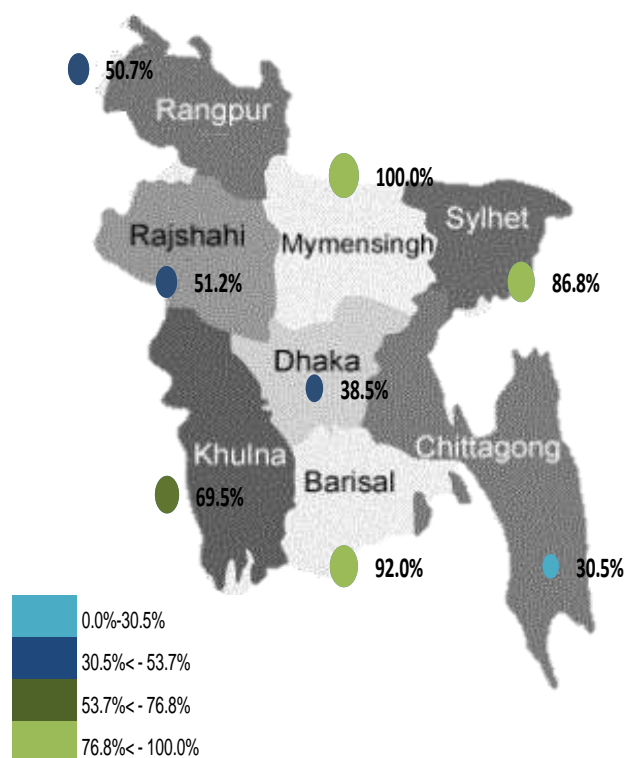 50.7%
Rangpur
100.0%
Sylhet
Rajshahi
Mymensingh
51.2%
86.8%
Dhaka
38.5%
Chittagong
Khulna
Barisal
69.5%
92.0%
30.5%
0.0%-30.5%
30.5%< - 53.7%
53.7%< - 76.8%
76.8%< - 100.0%